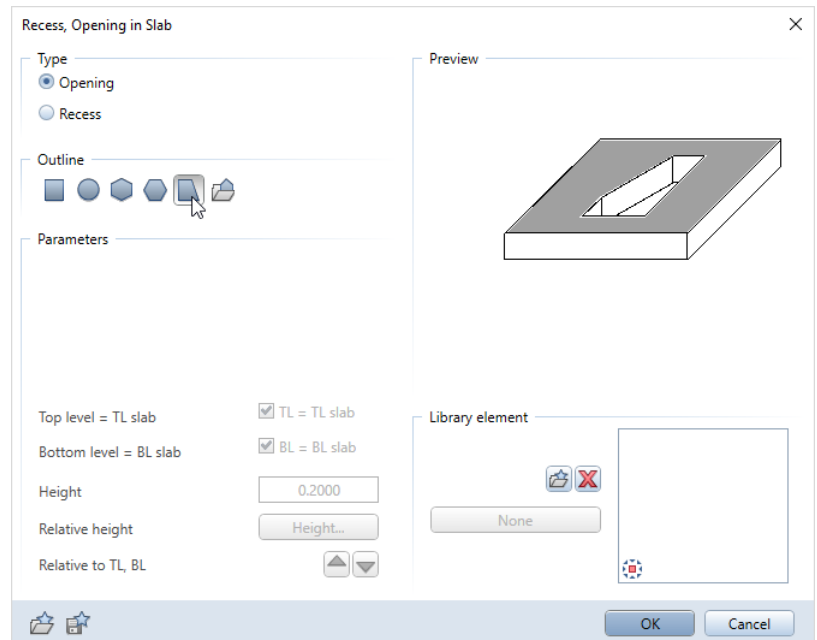 Recess, Opening in Slab
Type
Opening
Recess
Outline
Parameters
Top level = TL slab
TL = TL slab
Bottom level = BL slab
BL = BL slab
Height
0.2000
Relative height
Height...
Relative to TL, BL
Preview
Library element
None
OK
Cancel